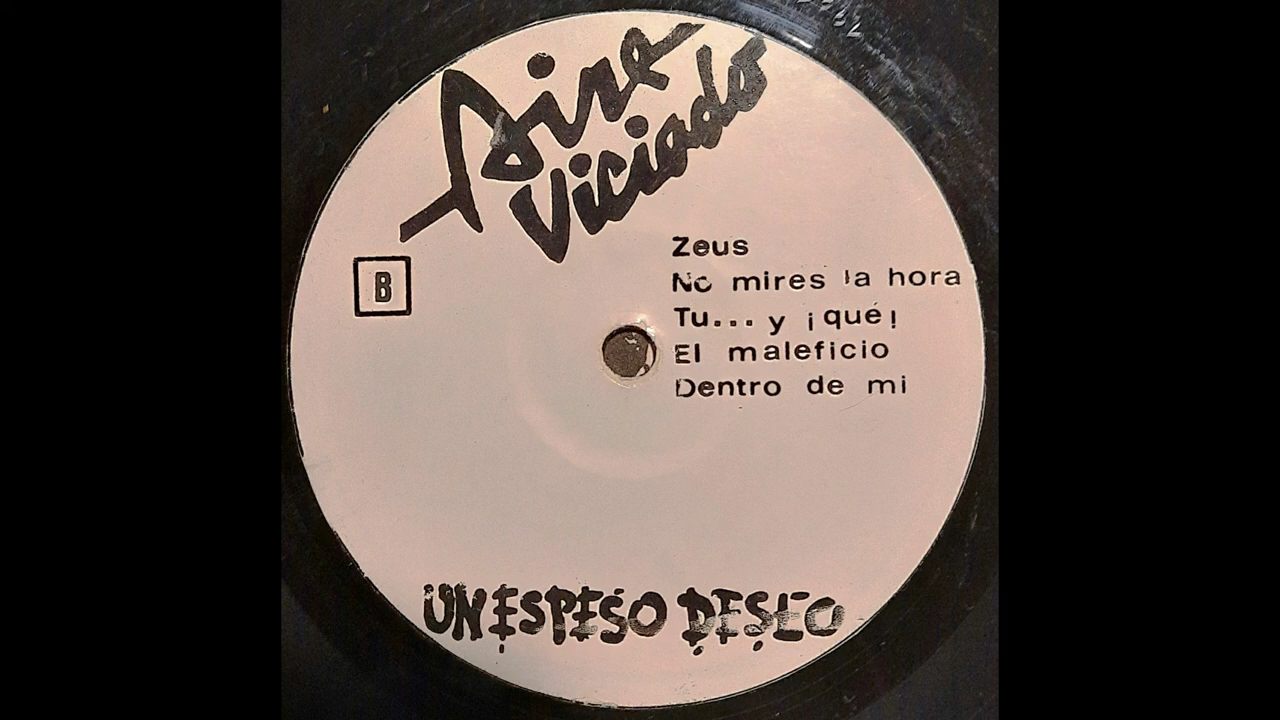 Aire
Viciado
B
Zeus
No mires la hora
Tu... y ¡qué!
El maleficio
Dentro de mi
UN ESPESO DESEO